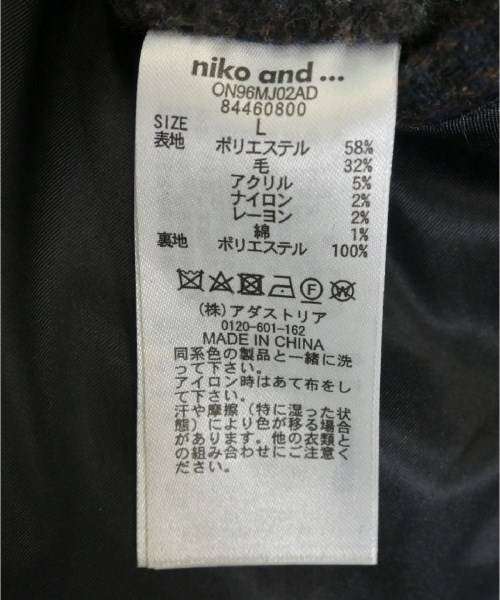 niko and ...
ON96MJ02AD
84460800
SIZE L
表地 ポリエステル 58%
毛 32%
アクリル 5%
ナイロン 2%
レーヨン 2%
綿 1%
裏地 ポリエステル 100%
F W
(株)アダストリア
0120-601-162
MADE IN CHINA
同系色の製品と一緒に洗
って下さい。
アイロン時はあて布をし
て下さい。
汗や摩擦(特に湿った状
態)により色が移る場合
があります。他の衣類と
の組み合わせにご注意く
ださい。